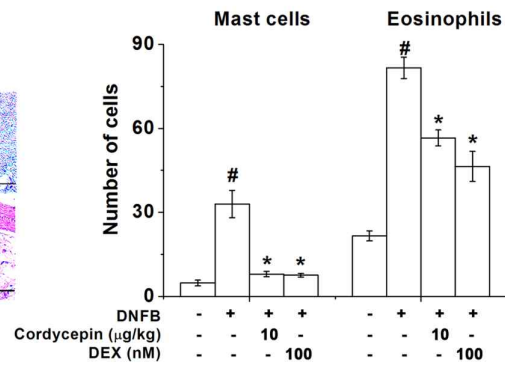 Mast cells Eosinophils
90
60
30
0
Number of cells
# * * # * *
DNFB - + + + - + + +
Cordycepin (µg/kg) - - 10 - - - 10 -
DEX (nM) - - - 100 - - - 100